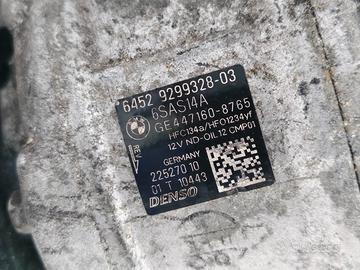 6452 9299328-03
6SAS14A
GE447160-8765
HFC134a/HFO1234yf
12V ND-OIL12 CMP01
GERMANY
22527010
01 T 10443
DENSO